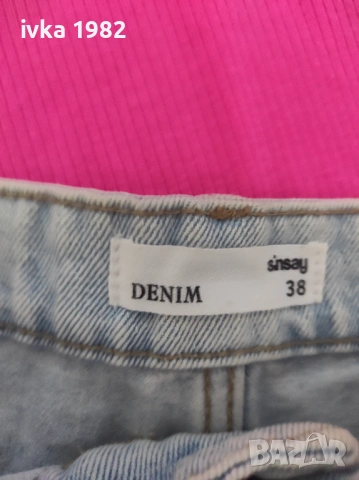 ivka 1982
sinsay
DENIM 38
BAZAR